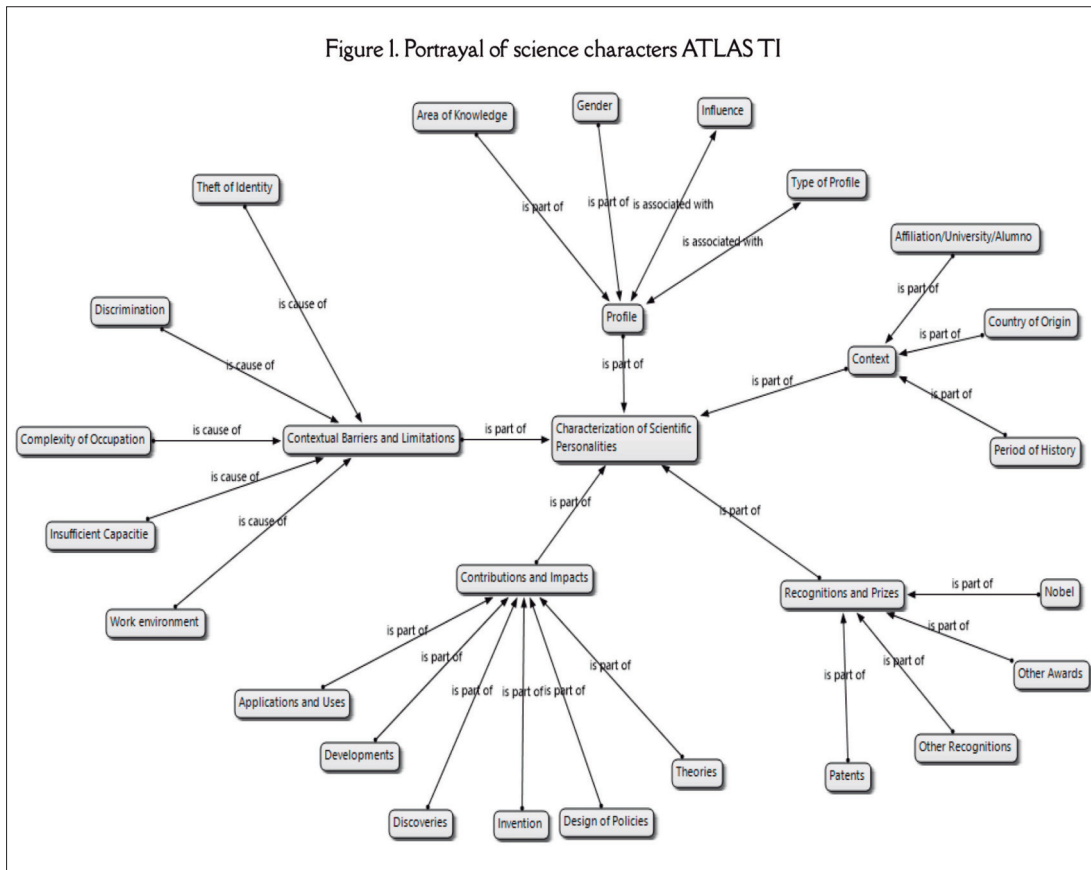 Figure 1. Portrayal of science characters ATLAS TI
Area of Knowledge
Gender
Influence
Type of Profile
is part of
is part of
is associated with
is associated with
Profile
is part of
Theft of Identity
is cause of
Discrimination
is cause of
Complexity of Occupation
is cause of
Insufficient Capacitie
is cause of
Work environment
is cause of
Contextual Barriers and Limitations
is part of
Characterization of Scientific
Personalities
Affiliation/University/Alumno
is part of
Country of Origin
is part of
Context
is part of
is part of
Period of History
is part of
Contributions and Impacts
is part of
Applications and Uses
is part of
Developments
is part of
Discoveries
is part of
Invention
is part of
Design of Policies
is part of
Theories
is part of
Recognitions and Prizes
is part of
Nobel
is part of
Other Awards
is part of
Other Recognitions
is part of
Patents